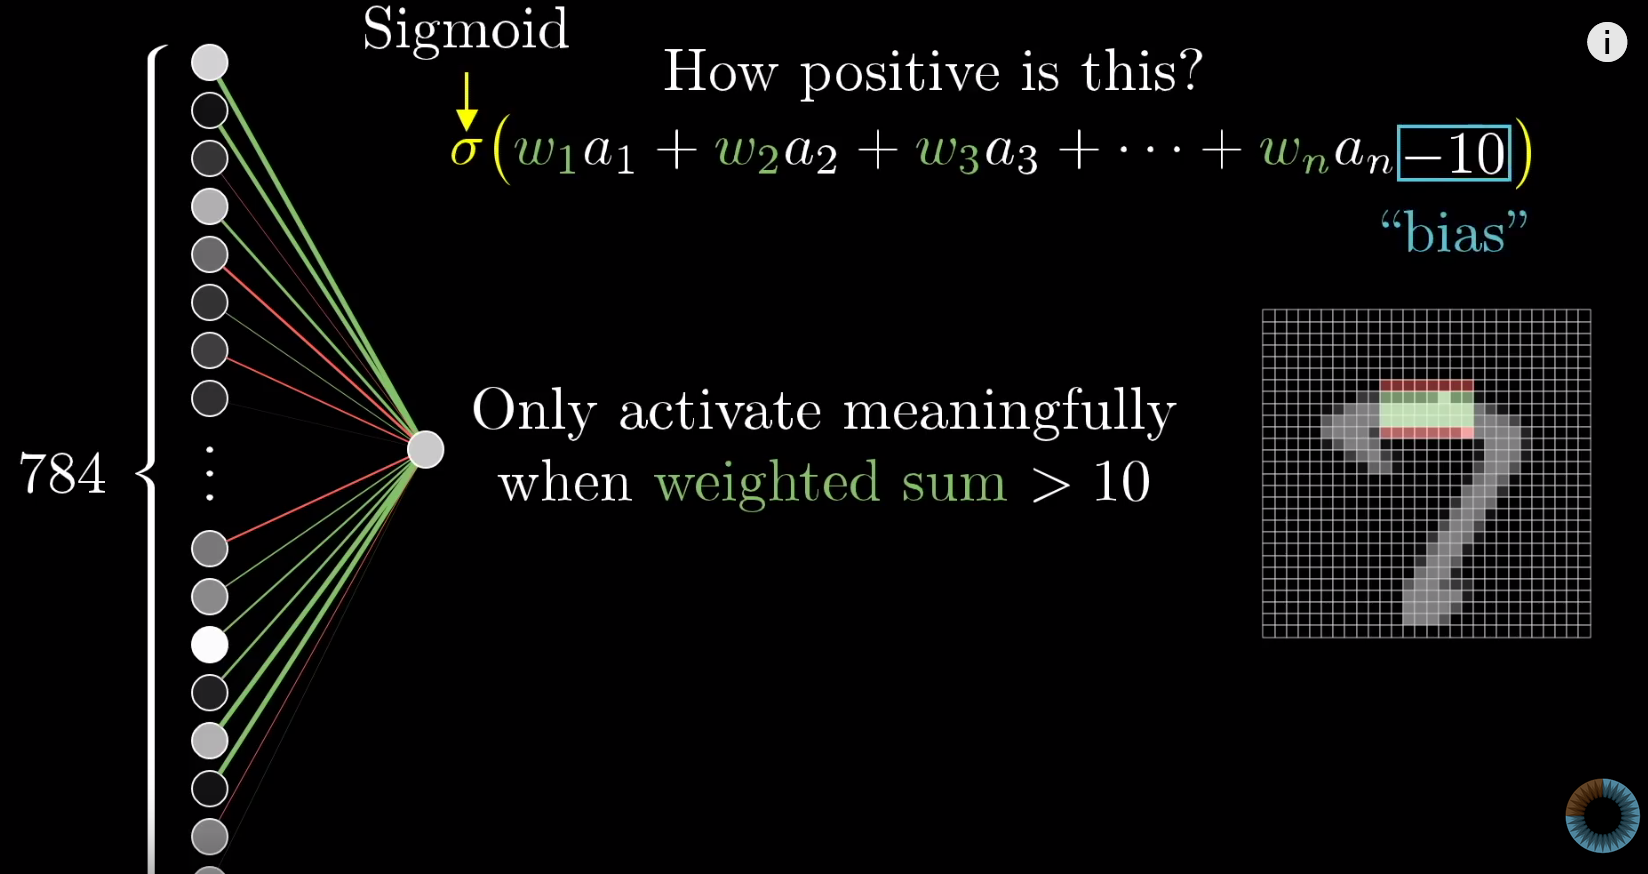 Sigmoid
How positive is this?
σ(w₁a₁ + w₂a₂ + w₃a₃ + ⋯ + wₙaₙ −10)
“bias”
Only activate meaningfully
when weighted sum > 10
784
i